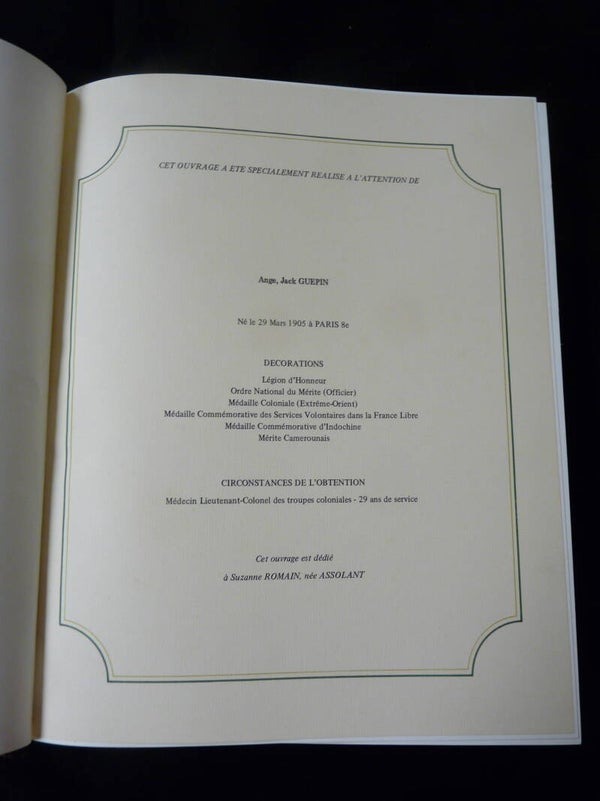 CET OUVRAGE A ETE SPECIALEMENT REALISE A L'ATTENTION DE
Ange, Jack GUEPIN
Né le 29 Mars 1905 à PARIS 8e
DECORATIONS
Légion d'Honneur
Ordre National du Mérite (Officier)
Médaille Coloniale (Extrême-Orient)
Médaille Commémorative des Services Volontaires dans la France Libre
Médaille Commémorative d'Indochine
Mérite Camerounais
CIRCONSTANCES DE L'OBTENTION
Médecin Lieutenant-Colonel des troupes coloniales - 29 ans de service
Cet ouvrage est dédié
à Suzanne ROMAIN, née ASSOLANT